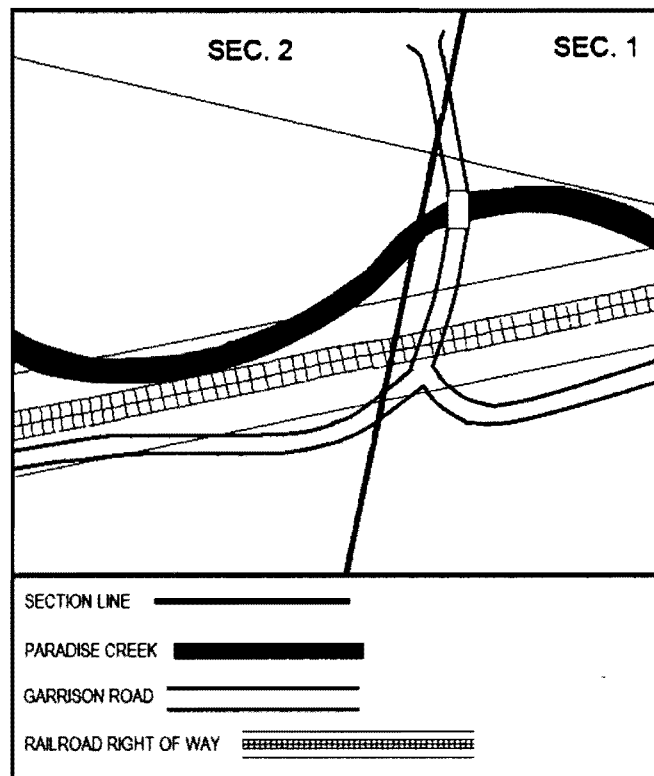 SEC. 2
SEC. 1
SECTION LINE
PARADISE CREEK
GARRISON ROAD
RAILROAD RIGHT OF WAY